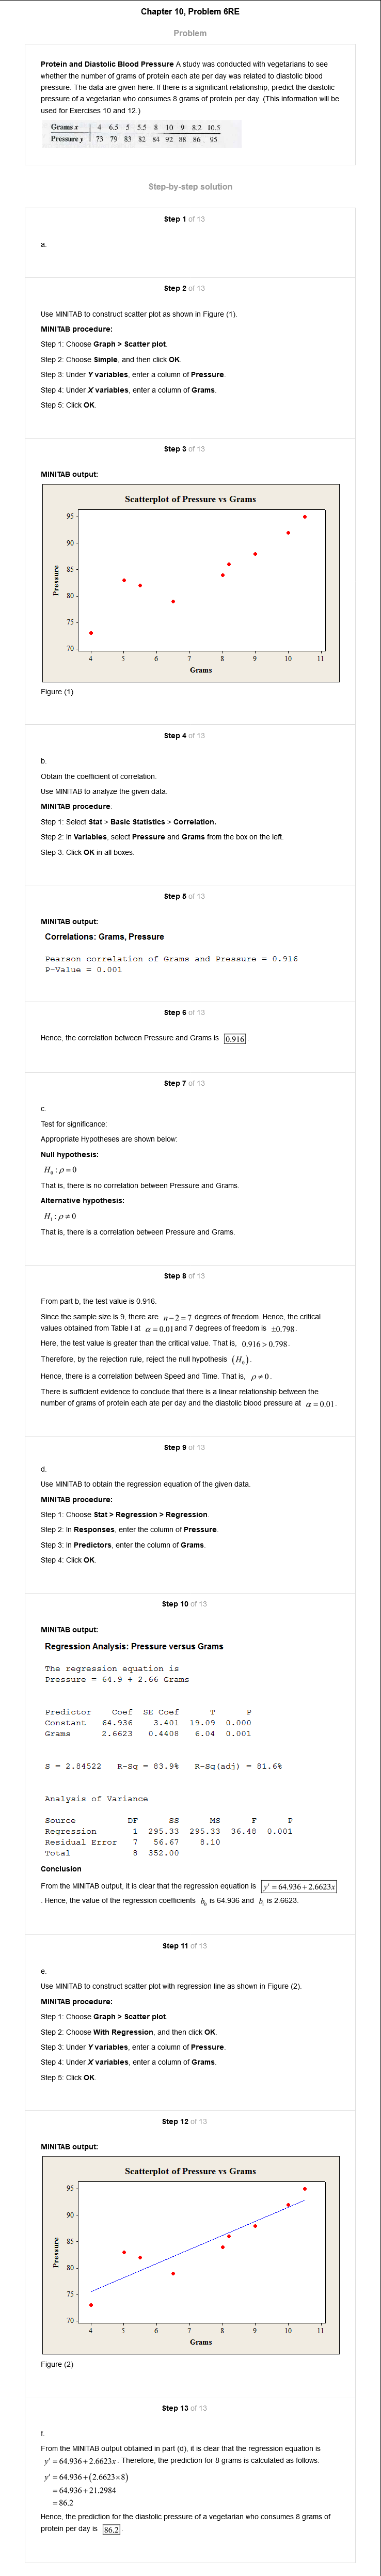 Chapter 10, Problem 6RE
Problem
Protein and Diastolic Blood Pressure A study was conducted with vegetarians to see
whether the number of grams of protein each ate per day was related to diastolic blood
pressure. The data are given here. If there is a significant relationship, predict the diastolic
pressure of a vegetarian who consumes 8 grams of protein per day. (This information will be
used for Exercises 10 and 12.)
Grams x 4 6.5 5 5.5 8 10 9 8.2 10.5
Pressure y 73 79 83 82 84 92 88 86 95
Step-by-step solution
Step 1 of 13
a.
Step 2 of 13
Use MINITAB to construct scatter plot as shown in Figure (1).
MINITAB procedure:
Step 1: Choose Graph > Scatter plot.
Step 2: Choose Simple, and then click OK.
Step 3: Under Y variables, enter a column of Pressure.
Step 4: Under X variables, enter a column of Grams.
Step 5: Click OK.
Step 3 of 13
MINITAB output:
Scatterplot of Pressure vs Grams
95
90
85
80
75
70
Pressure
4 5 6 7 8 9 10 11
Grams
Figure (1)
Step 4 of 13
b.
Obtain the coefficient of correlation.
Use MINITAB to analyze the given data.
MINITAB procedure:
Step 1: Select Stat > Basic Statistics > Correlation.
Step 2: In Variables, select Pressure and Grams from the box on the left.
Step 3: Click OK in all boxes.
Step 5 of 13
MINITAB output:
Correlations: Grams, Pressure
Pearson correlation of Grams and Pressure = 0.916
P-Value = 0.001
Step 6 of 13
Hence, the correlation between Pressure and Grams is 0.916.
Step 7 of 13
c.
Test for significance:
Appropriate Hypotheses are shown below:
Null hypothesis:
H₀ : ρ = 0
That is, there is no correlation between Pressure and Grams.
Alternative hypothesis:
H₁ : ρ ≠ 0
That is, there is a correlation between Pressure and Grams.
Step 8 of 13
From part b, the test value is 0.916.
Since the sample size is 9, there are n − 2 = 7 degrees of freedom. Hence, the critical
values obtained from Table I at α = 0.01 and 7 degrees of freedom is ±0.798.
Here, the test value is greater than the critical value. That is, 0.916 > 0.798.
Therefore, by the rejection rule, reject the null hypothesis (H₀).
Hence, there is a correlation between Speed and Time. That is, ρ ≠ 0.
There is sufficient evidence to conclude that there is a linear relationship between the
number of grams of protein each ate per day and the diastolic blood pressure at α = 0.01.
Step 9 of 13
d.
Use MINITAB to obtain the regression equation of the given data.
MINITAB procedure:
Step 1: Choose Stat > Regression > Regression.
Step 2: In Responses, enter the column of Pressure.
Step 3: In Predictors, enter the column of Grams.
Step 4: Click OK.
Step 10 of 13
MINITAB output:
Regression Analysis: Pressure versus Grams
The regression equation is
Pressure = 64.9 + 2.66 Grams
Predictor Coef SE Coef T P
Constant 64.936 3.401 19.09 0.000
Grams 2.6623 0.4408 6.04 0.001
S = 2.84522 R-Sq = 83.9% R-Sq(adj) = 81.6%
Analysis of Variance
Source DF SS MS F P
Regression 1 295.33 295.33 36.48 0.001
Residual Error 7 56.67 8.10
Total 8 352.00
Conclusion
From the MINITAB output, it is clear that the regression equation is y' = 64.936 + 2.6623x
. Hence, the value of the regression coefficients b₀ is 64.936 and b₁ is 2.6623.
Step 11 of 13
e.
Use MINITAB to construct scatter plot with regression line as shown in Figure (2).
MINITAB procedure:
Step 1: Choose Graph > Scatter plot.
Step 2: Choose With Regression, and then click OK.
Step 3: Under Y variables, enter a column of Pressure.
Step 4: Under X variables, enter a column of Grams.
Step 5: Click OK.
Step 12 of 13
MINITAB output:
Scatterplot of Pressure vs Grams
95
90
85
80
75
70
Pressure
4 5 6 7 8 9 10 11
Grams
Figure (2)
Step 13 of 13
f.
From the MINITAB output obtained in part (d), it is clear that the regression equation is
y' = 64.936 + 2.6623x. Therefore, the prediction for 8 grams is calculated as follows:
y' = 64.936 + (2.6623×8)
= 64.936 + 21.2984
= 86.2
Hence, the prediction for the diastolic pressure of a vegetarian who consumes 8 grams of
protein per day is 86.2.